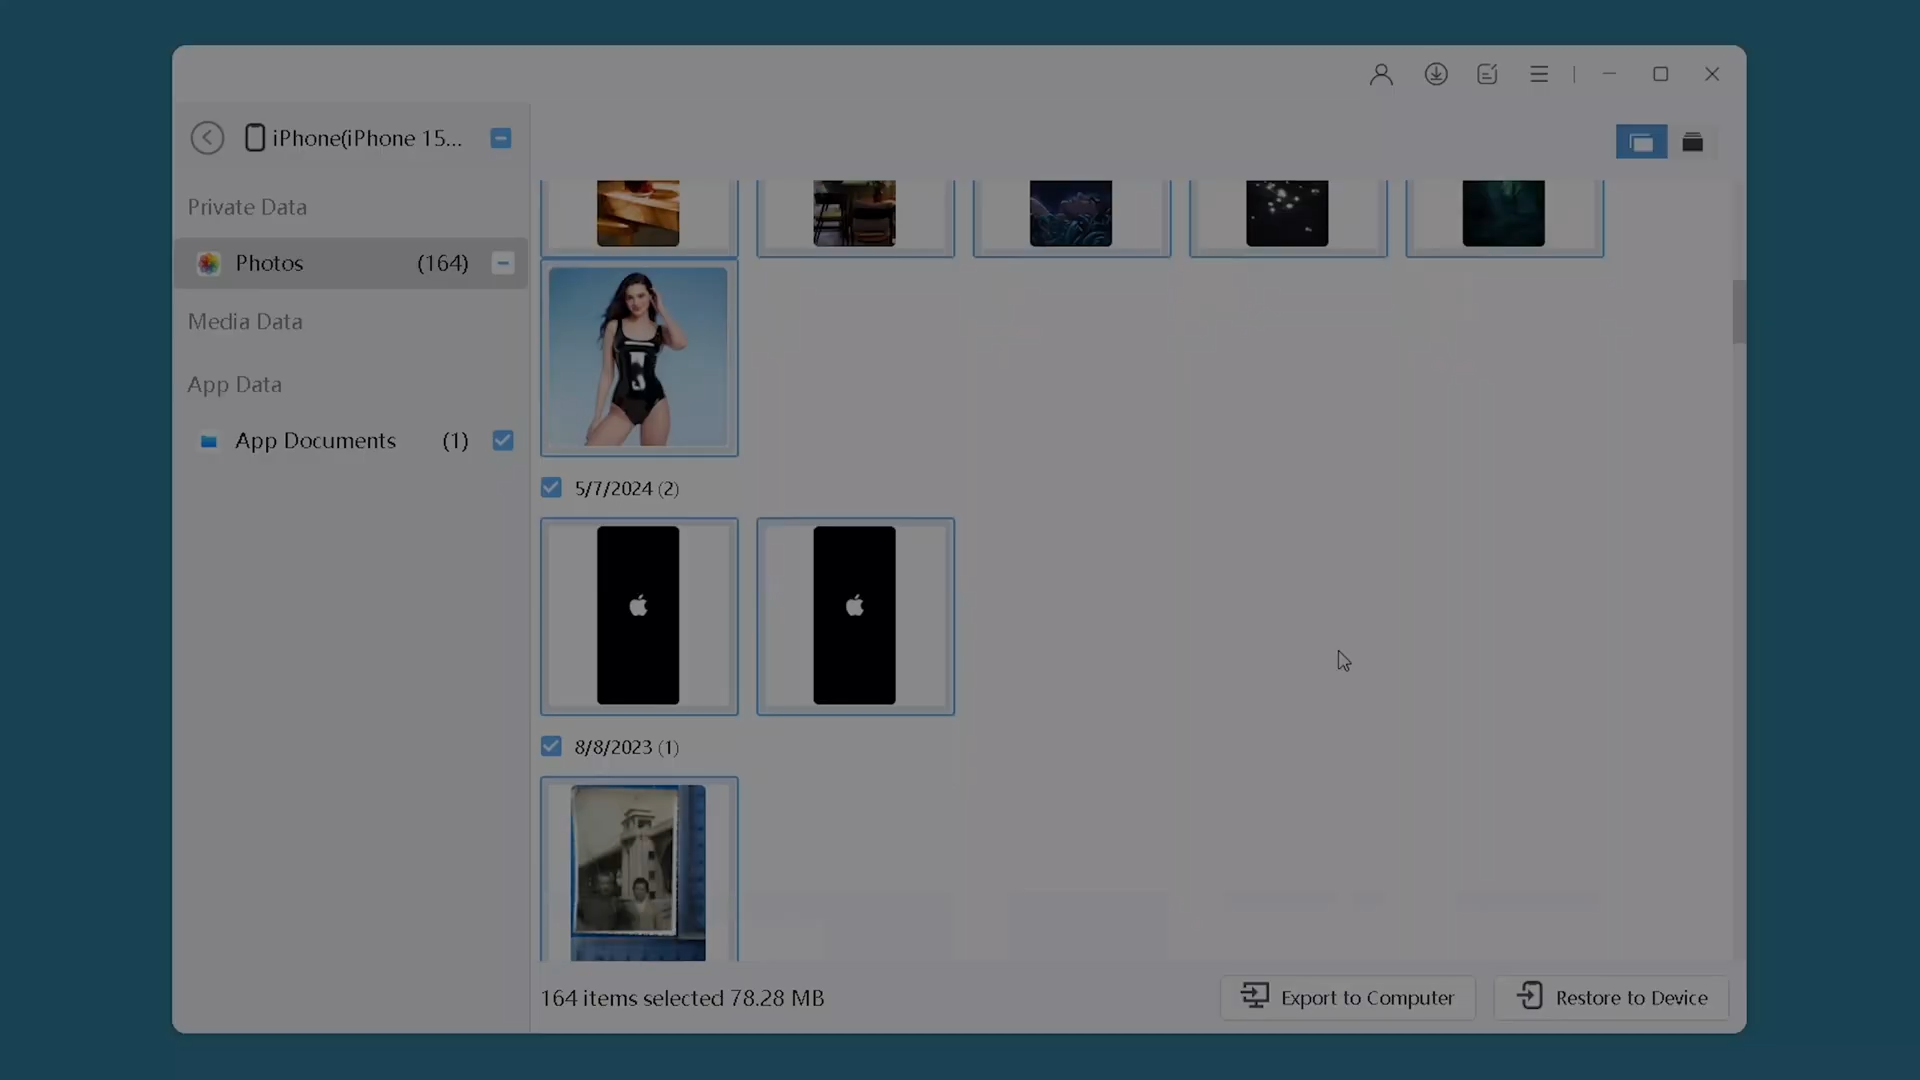 iPhone(iPhone 15...
Private Data
Photos (164)
Media Data
App Data
App Documents (1)
5/7/2024 (2)
8/8/2023 (1)
164 items selected 78.28 MB
Export to Computer
Restore to Device